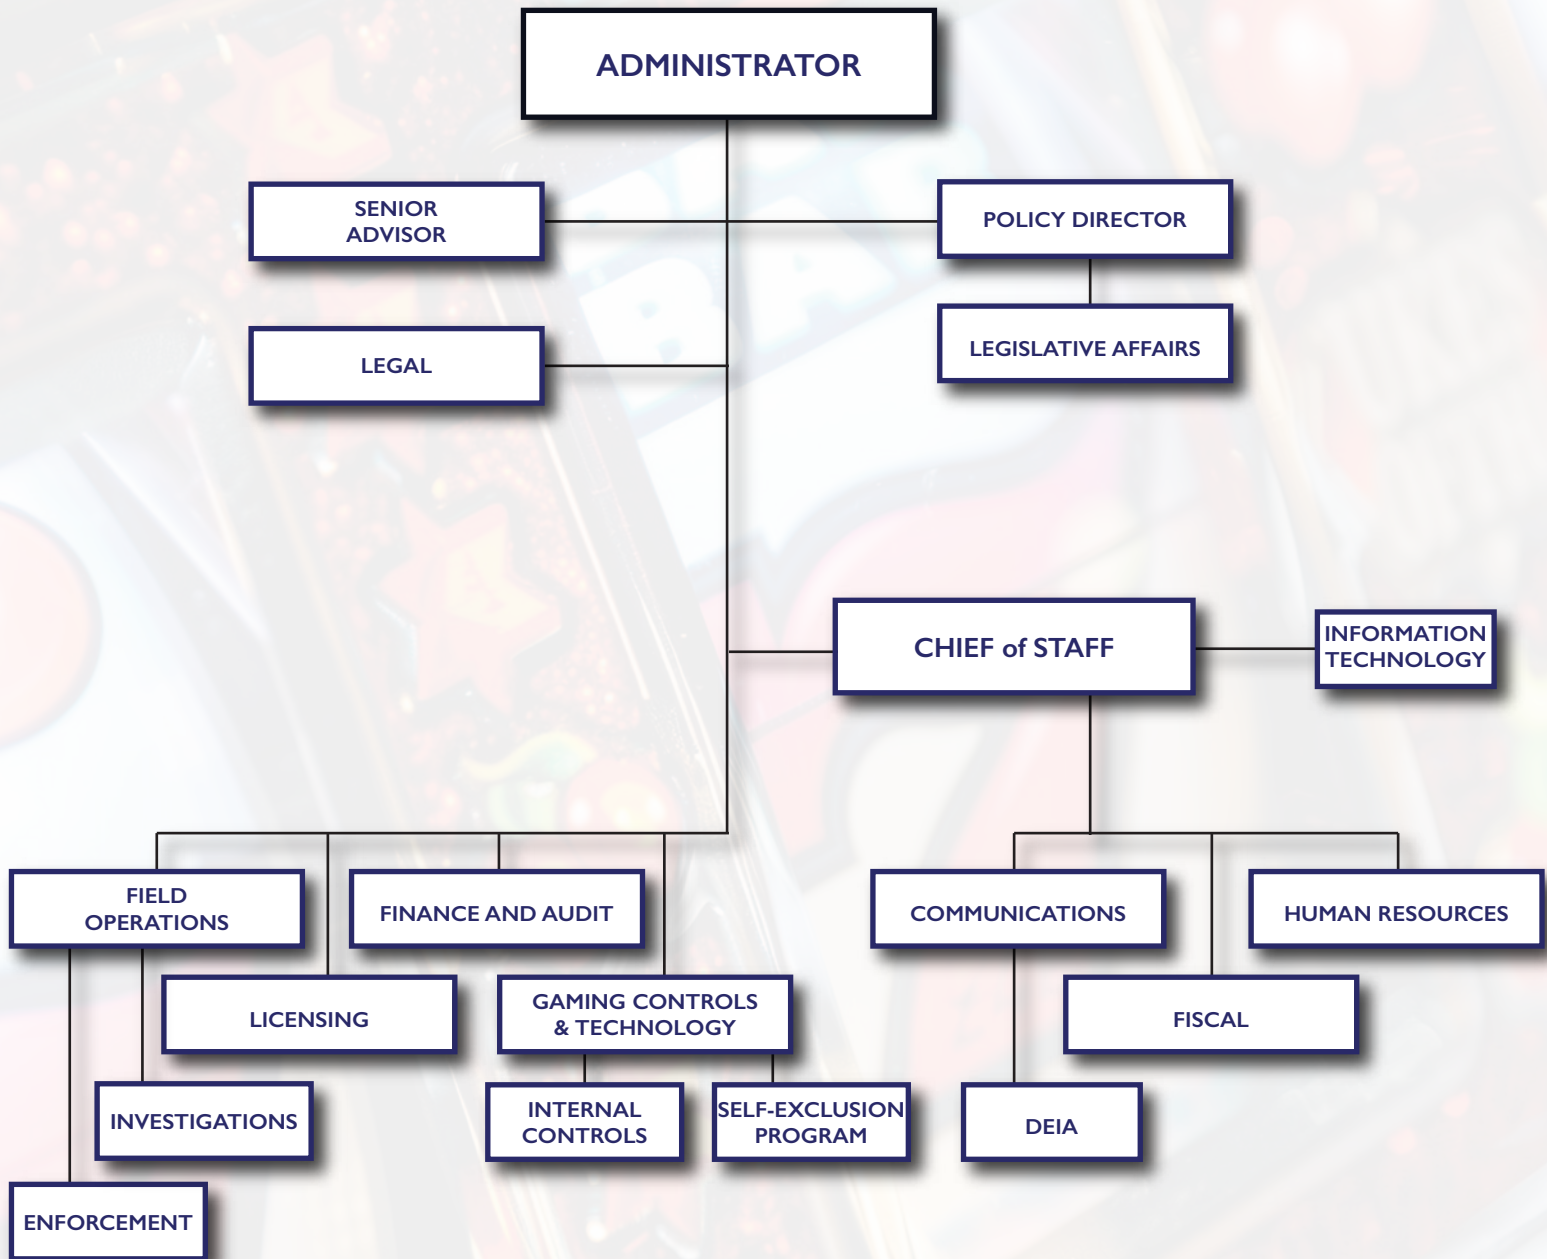 ADMINISTRATOR
SENIOR
ADVISOR
POLICY DIRECTOR
LEGAL
LEGISLATIVE AFFAIRS
CHIEF of STAFF
INFORMATION
TECHNOLOGY
FIELD
OPERATIONS
FINANCE AND AUDIT
COMMUNICATIONS
HUMAN RESOURCES
LICENSING
GAMING CONTROLS
& TECHNOLOGY
FISCAL
INVESTIGATIONS
INTERNAL
CONTROLS
SELF-EXCLUSION
PROGRAM
DEIA
ENFORCEMENT